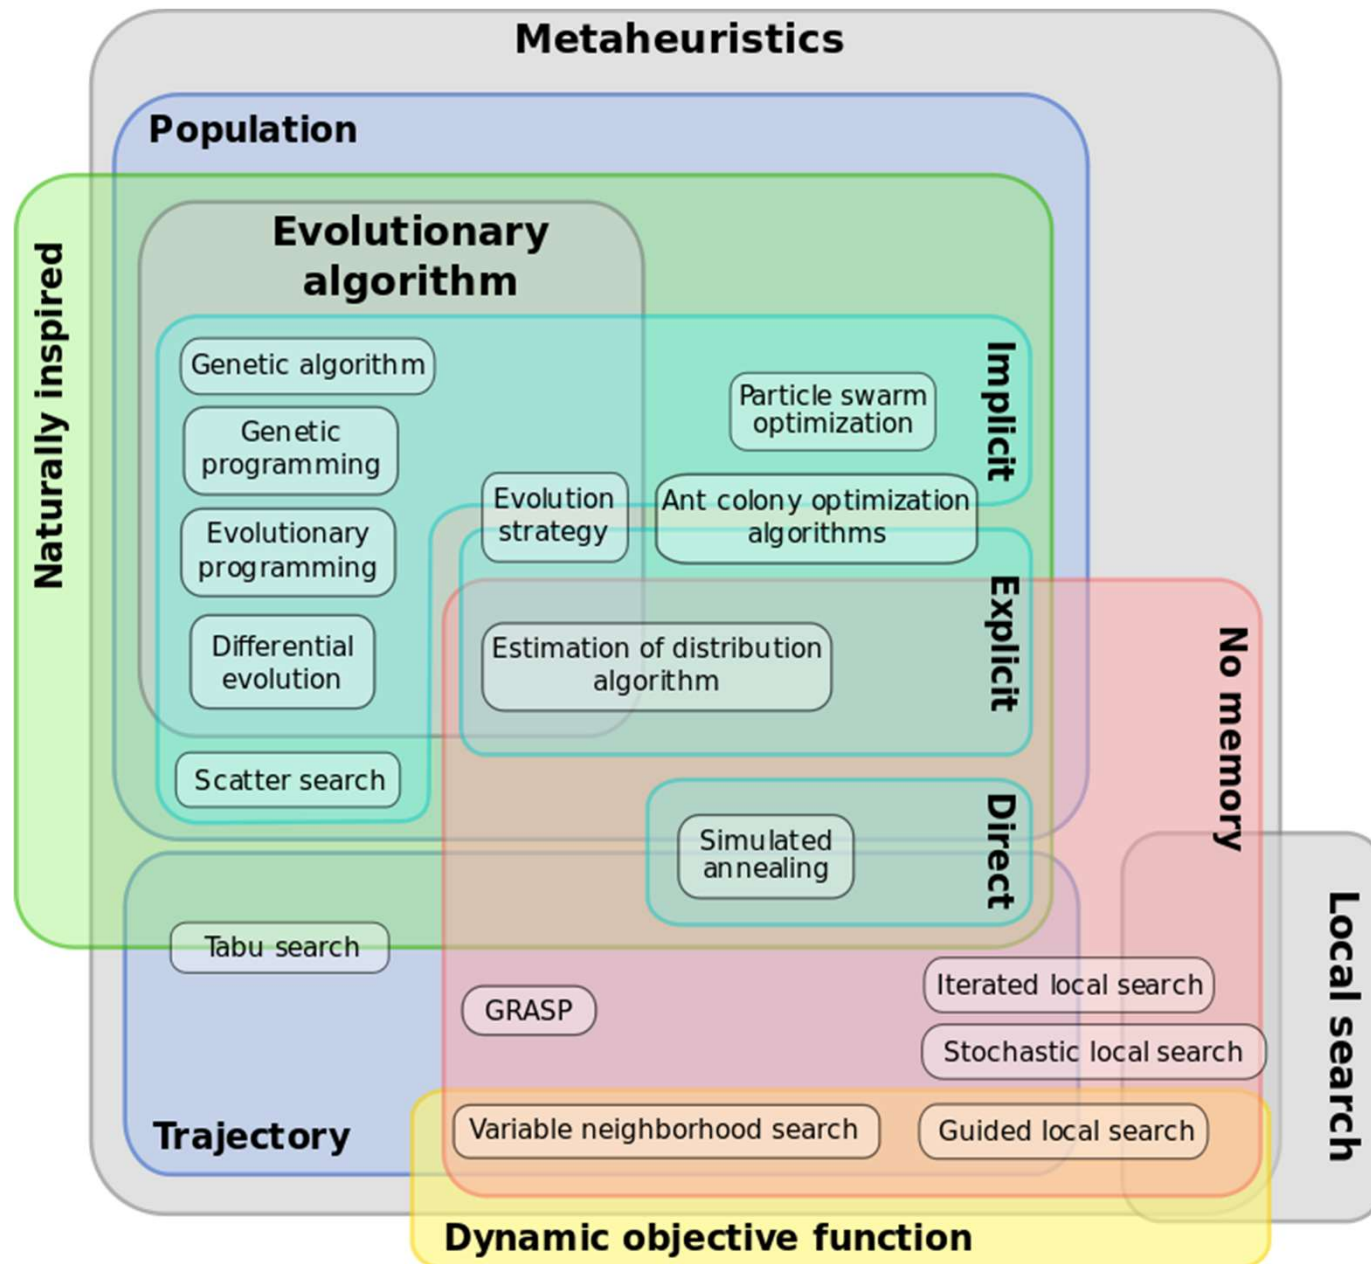 Metaheuristics
Population
Naturally inspired
Evolutionary
algorithm
Genetic algorithm
Genetic
programming
Evolutionary
programming
Differential
evolution
Scatter search
Evolution
strategy
Particle swarm
optimization
Ant colony optimization
algorithms
Implicit
Explicit
Estimation of distribution
algorithm
Direct
Simulated
annealing
No memory
Tabu search
GRASP
Iterated local search
Stochastic local search
Local search
Variable neighborhood search
Guided local search
Trajectory
Dynamic objective function